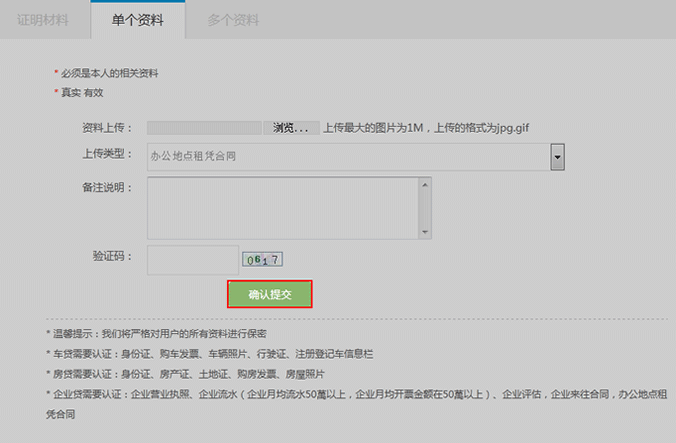 证明材料 单个资料 多个资料
* 必须是本人的相关资料
* 真实 有效
资料上传： 浏览... 上传最大的图片为1M，上传的格式为jpg.gif
上传类型： 办公地点租凭合同
备注说明：
验证码： 0617
确认提交
* 温馨提示：我们将严格对用户的所有资料进行保密
* 车贷需要认证：身份证、购车发票、车辆照片、行驶证、注册登记车信息栏
* 房贷需要认证：身份证、房产证、土地证、购房发票、房屋照片
* 企业贷需要认证：企业营业执照、企业流水（企业月均流水50萬以上，企业月均开票金额在50萬以上）、企业评估，企业来往合同，办公地点租
凭合同